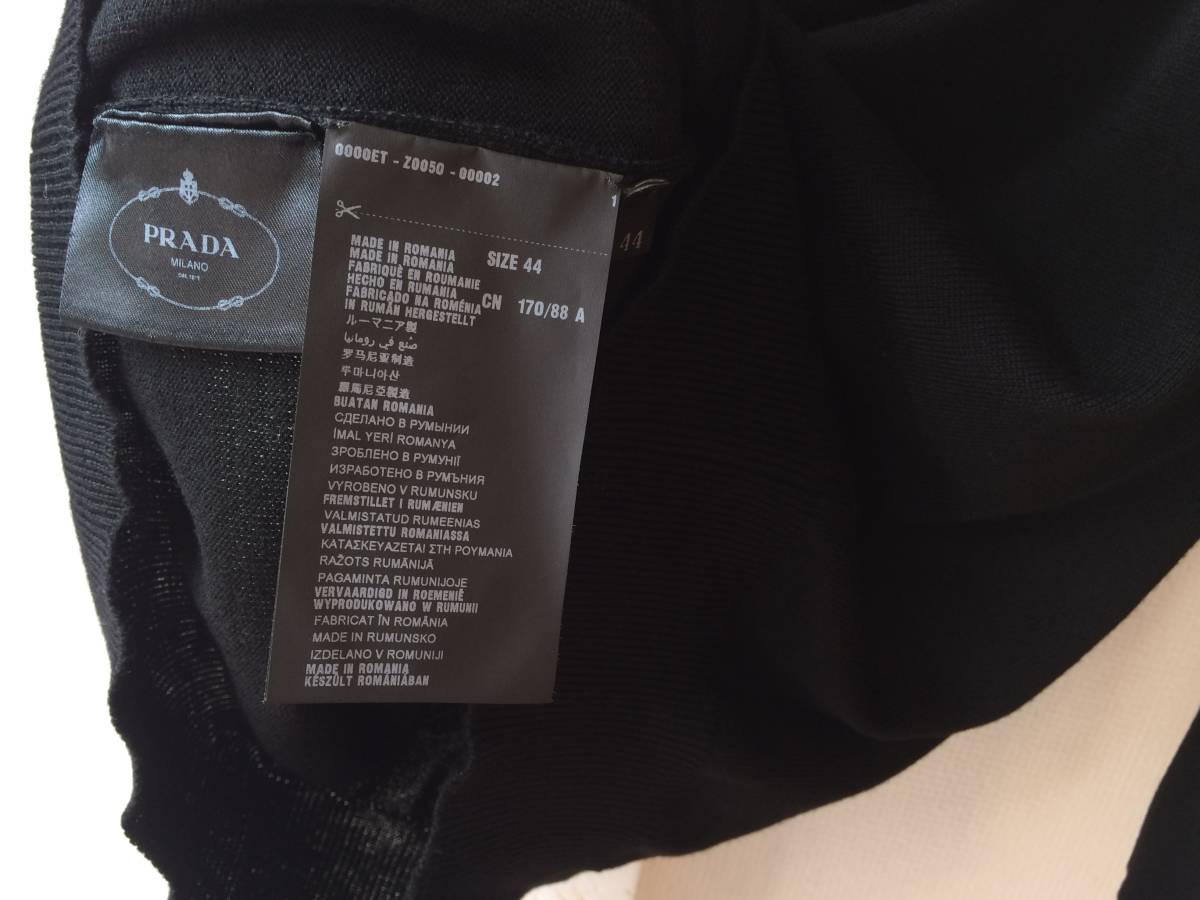 PRADA
MILANO
0000ET - Z0050 - 00002
1
44
MADE IN ROMANIA
MADE IN ROMANIA
FABRIQUÉ EN ROUMANIE
HECHO EN RUMANIA
FABRICADO NA ROMÉNIA
IN RUMÄN HERGESTELLT
SIZE 44
CN 170/88 A
ルーマニア製
صنع في رومانيا
罗马尼亚制造
루마니아산
羅馬尼亞製造
BUATAN ROMANIA
СДЕЛАНО В РУМЫНИИ
İMAL YERİ ROMANYA
ЗРОБЛЕНО В РУМУНІЇ
ИЗРАБОТЕНО В РУМЪНИЯ
VYROBENO V RUMUNSKU
FREMSTILLET I RUMÆNIEN
VALMISTATUD RUMEENIAS
VALMISTETTU ROMANIASSA
ΚΑΤΑΣΚΕΥΑΖΕΤΑΙ ΣΤΗ ΡΟΥΜΑΝΙΑ
RAŽOTS RUMĀNIJĀ
PAGAMINTA RUMUNIJOJE
VERVAARDIGD IN ROEMENIË
WYPRODUKOWANO W RUMUNII
FABRICAT ÎN ROMÂNIA
MADE IN RUMUNSKO
IZDELANO V ROMUNIJI
MADE IN ROMANIA
KÉSZÜLT ROMÁNIÁBAN